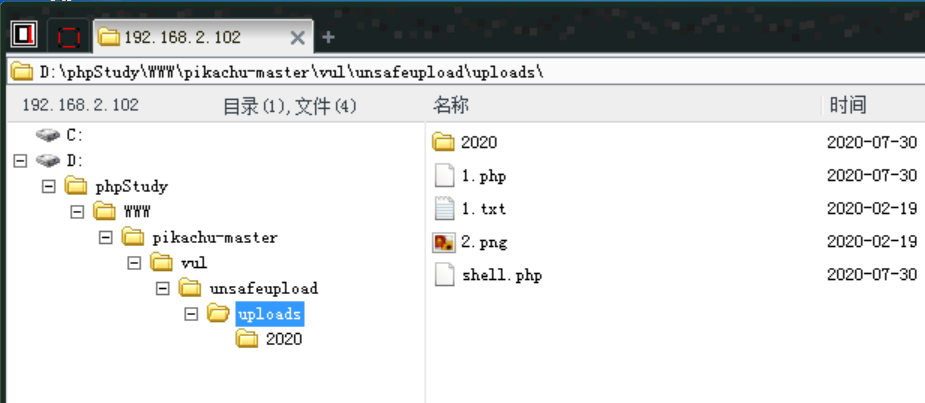 192.168.2.102
D:\phpStudy\WWW\pikachu-master\vul\unsafeupload\uploads\
192.168.2.102 目录(1),文件(4) 名称 时间
C:
D:
phpStudy
WWW
pikachu-master
vul
unsafeupload
uploads
2020
2020 2020-07-30
1.php 2020-07-30
1.txt 2020-02-19
2.png 2020-02-19
shell.php 2020-07-30